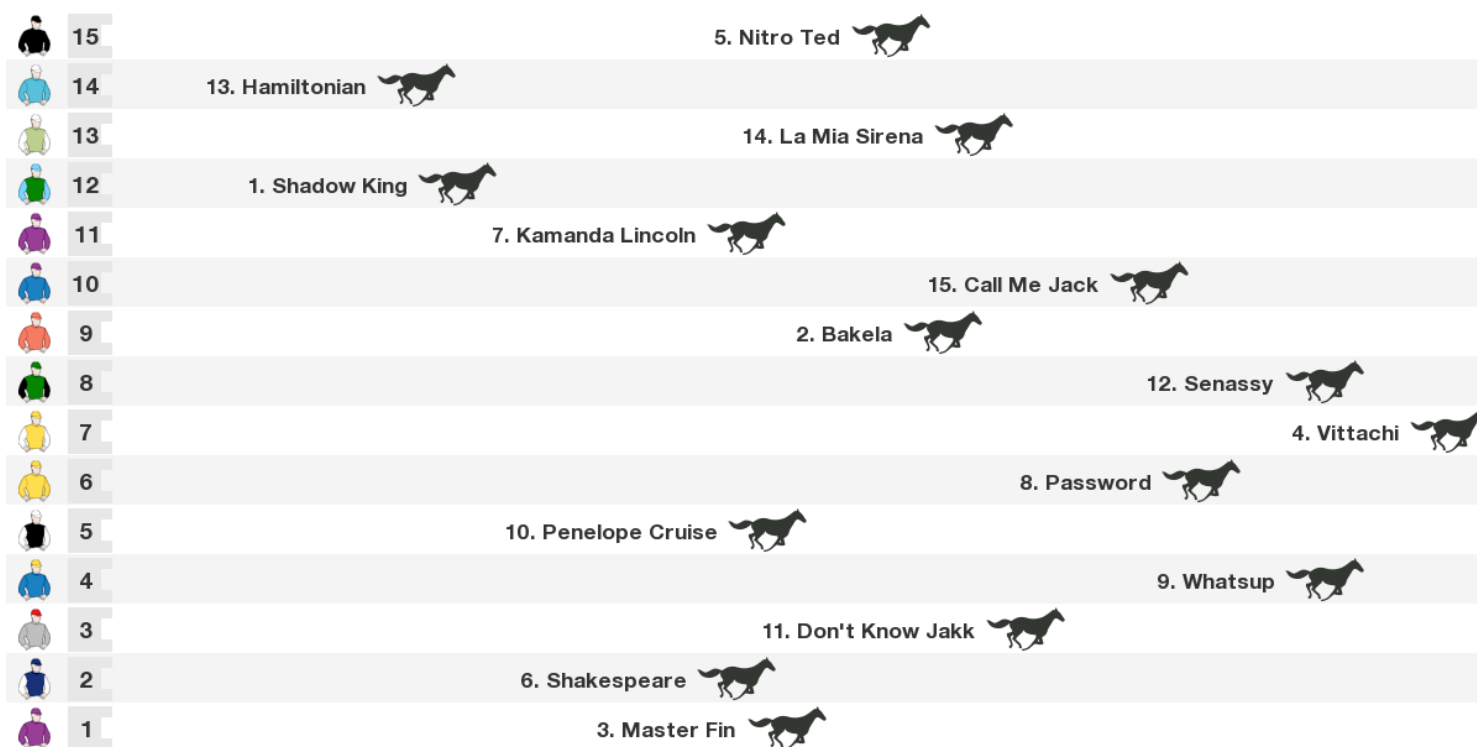 15 5. Nitro Ted
14 13. Hamiltonian
13 14. La Mia Sirena
12 1. Shadow King
11 7. Kamanda Lincoln
10 15. Call Me Jack
9 2. Bakela
8 12. Senassy
7 4. Vittachi
6 8. Password
5 10. Penelope Cruise
4 9. Whatsup
3 11. Don't Know Jakk
2 6. Shakespeare
1 3. Master Fin